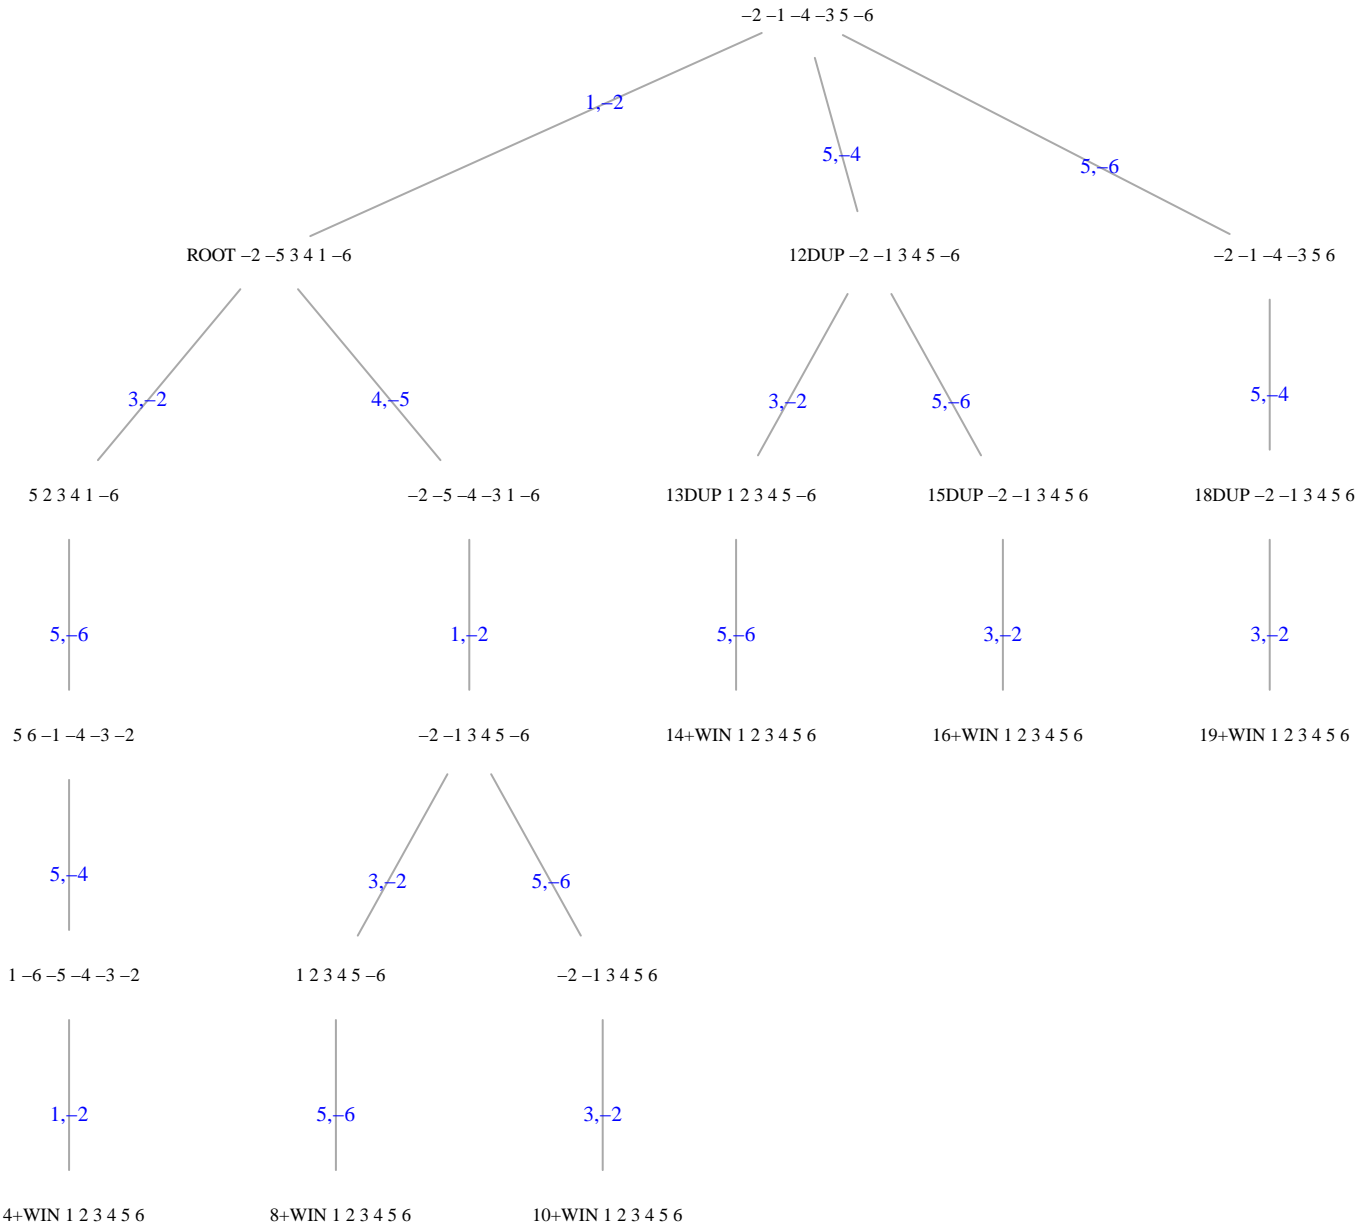 –2 –1 –4 –3 5 –6
1,–2
5,–4
5,–6
ROOT –2 –5 3 4 1 –6
12DUP –2 –1 3 4 5 –6
–2 –1 –4 –3 5 6
3,–2
4,–5
3,–2
5,–6
5,–4
5 2 3 4 1 –6
–2 –5 –4 –3 1 –6
13DUP 1 2 3 4 5 –6
15DUP –2 –1 3 4 5 6
18DUP –2 –1 3 4 5 6
5,–6
1,–2
5,–6
3,–2
3,–2
5 6 –1 –4 –3 –2
–2 –1 3 4 5 –6
14+WIN 1 2 3 4 5 6
16+WIN 1 2 3 4 5 6
19+WIN 1 2 3 4 5 6
5,–4
3,–2
5,–6
1 –6 –5 –4 –3 –2
1 2 3 4 5 –6
–2 –1 3 4 5 6
1,–2
5,–6
3,–2
4+WIN 1 2 3 4 5 6
8+WIN 1 2 3 4 5 6
10+WIN 1 2 3 4 5 6